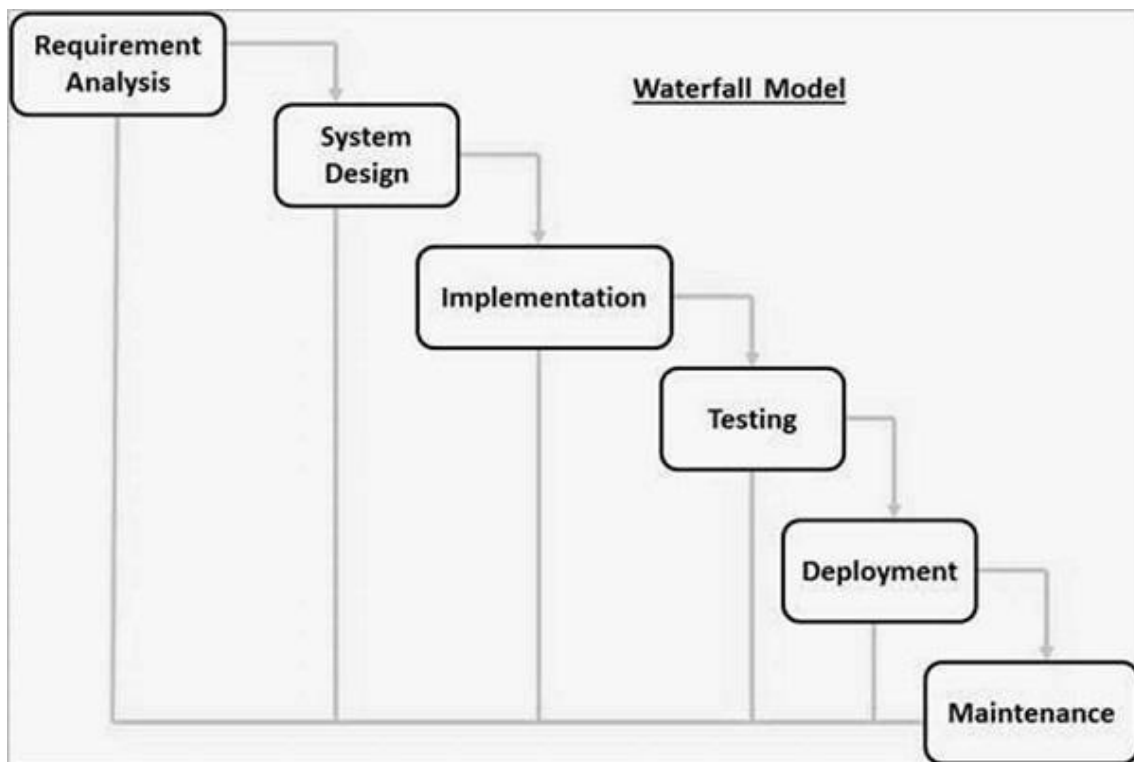 Requirement
Analysis
Waterfall Model
System
Design
Implementation
Testing
Deployment
Maintenance